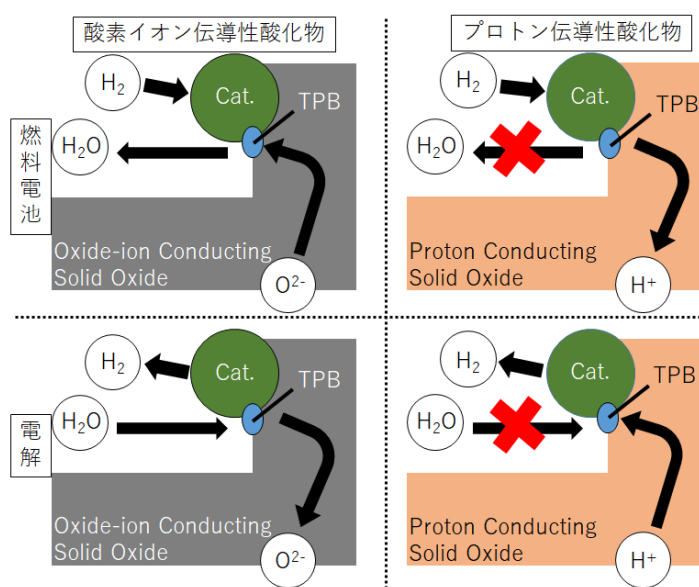 酸素イオン伝導性酸化物
プロトン伝導性酸化物
燃料電池
H₂
Cat.
TPB
H₂O
Oxide-ion Conducting
Solid Oxide
O²⁻
H₂
Cat.
TPB
H₂O
Proton Conducting
Solid Oxide
H⁺
電解
H₂
Cat.
TPB
H₂O
Oxide-ion Conducting
Solid Oxide
O²⁻
H₂
Cat.
TPB
H₂O
Proton Conducting
Solid Oxide
H⁺